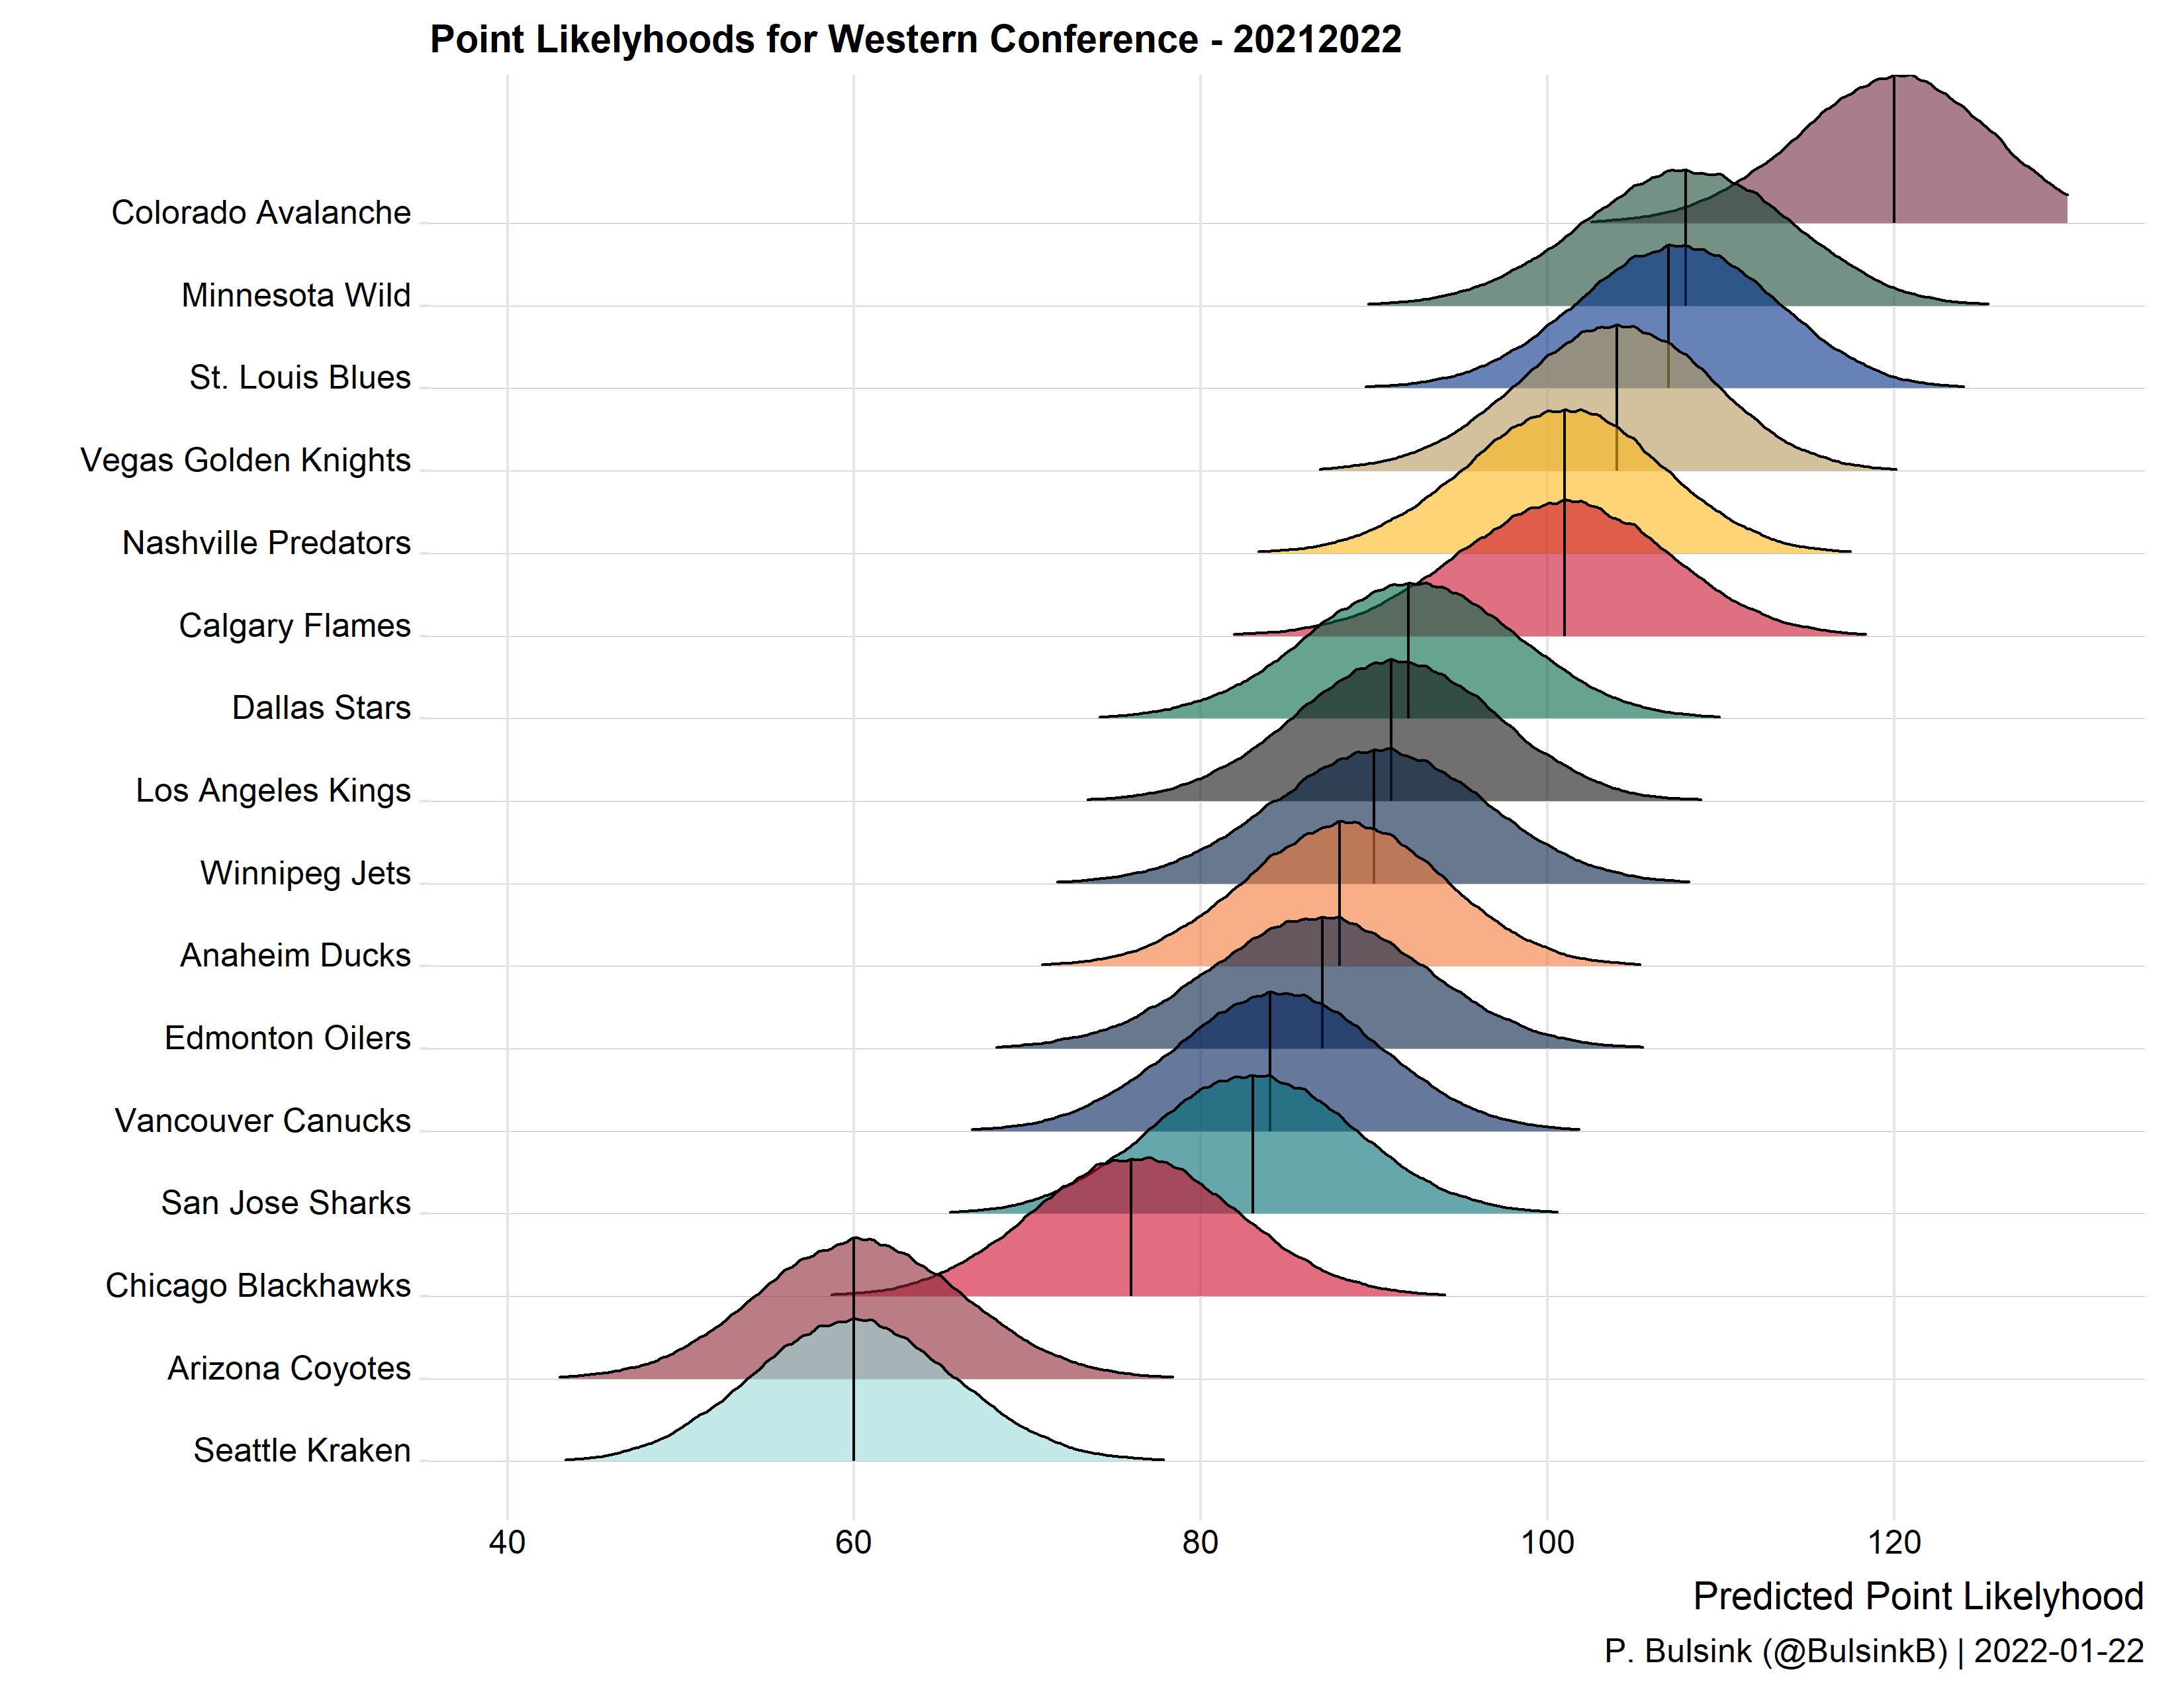 Point Likelyhoods for Western Conference - 20212022
Colorado Avalanche
Minnesota Wild
St. Louis Blues
Vegas Golden Knights
Nashville Predators
Calgary Flames
Dallas Stars
Los Angeles Kings
Winnipeg Jets
Anaheim Ducks
Edmonton Oilers
Vancouver Canucks
San Jose Sharks
Chicago Blackhawks
Arizona Coyotes
Seattle Kraken
40 60 80 100 120
Predicted Point Likelyhood
P. Bulsink (@BulsinkB) | 2022-01-22